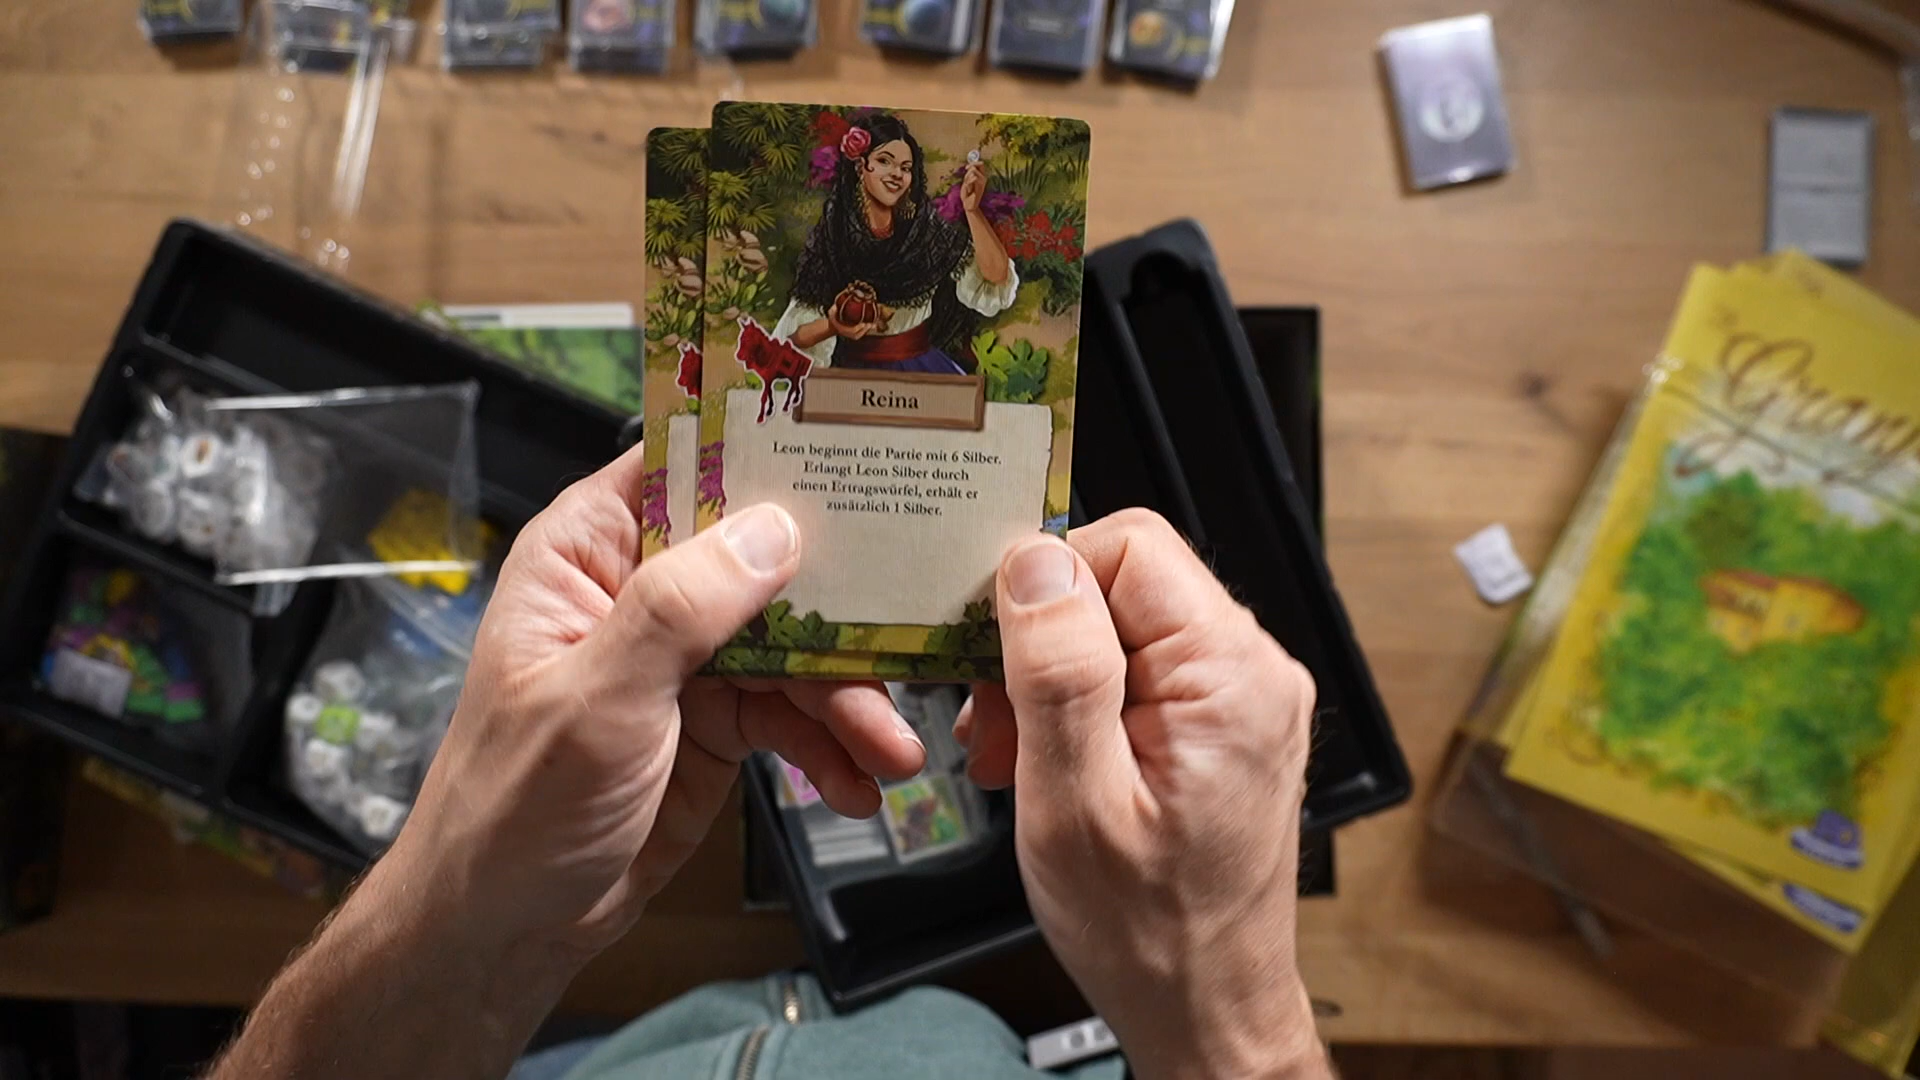 Reina
Leon beginnt die Partie mit 6 Silber.
Erlangt Leon Silber durch
einen Ertragswürfel, erhält er
zusätzlich 1 Silber.